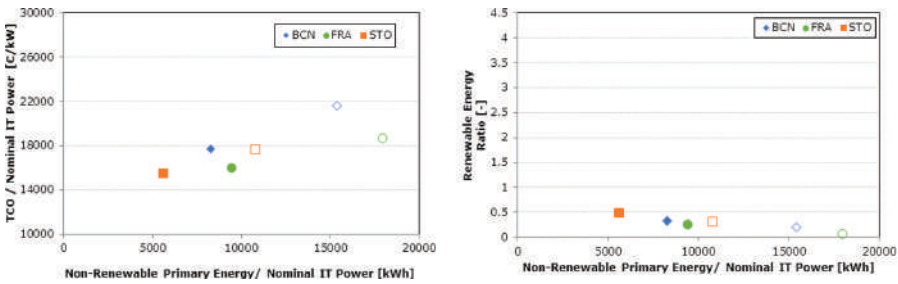 30000
26000
22000
18000
14000
10000
TCO / Nominal IT Power [€/kW]
BCN FRA STO
0 5000 10000 15000 20000
Non-Renewable Primary Energy/ Nominal IT Power [kWh]
4.5
4
3.5
3
2.5
2
1.5
1
0.5
0
Renewable Energy
Ratio [-]
BCN FRA STO
0 5000 10000 15000 20000
Non-Renewable Primary Energy/ Nominal IT Power [kWh]